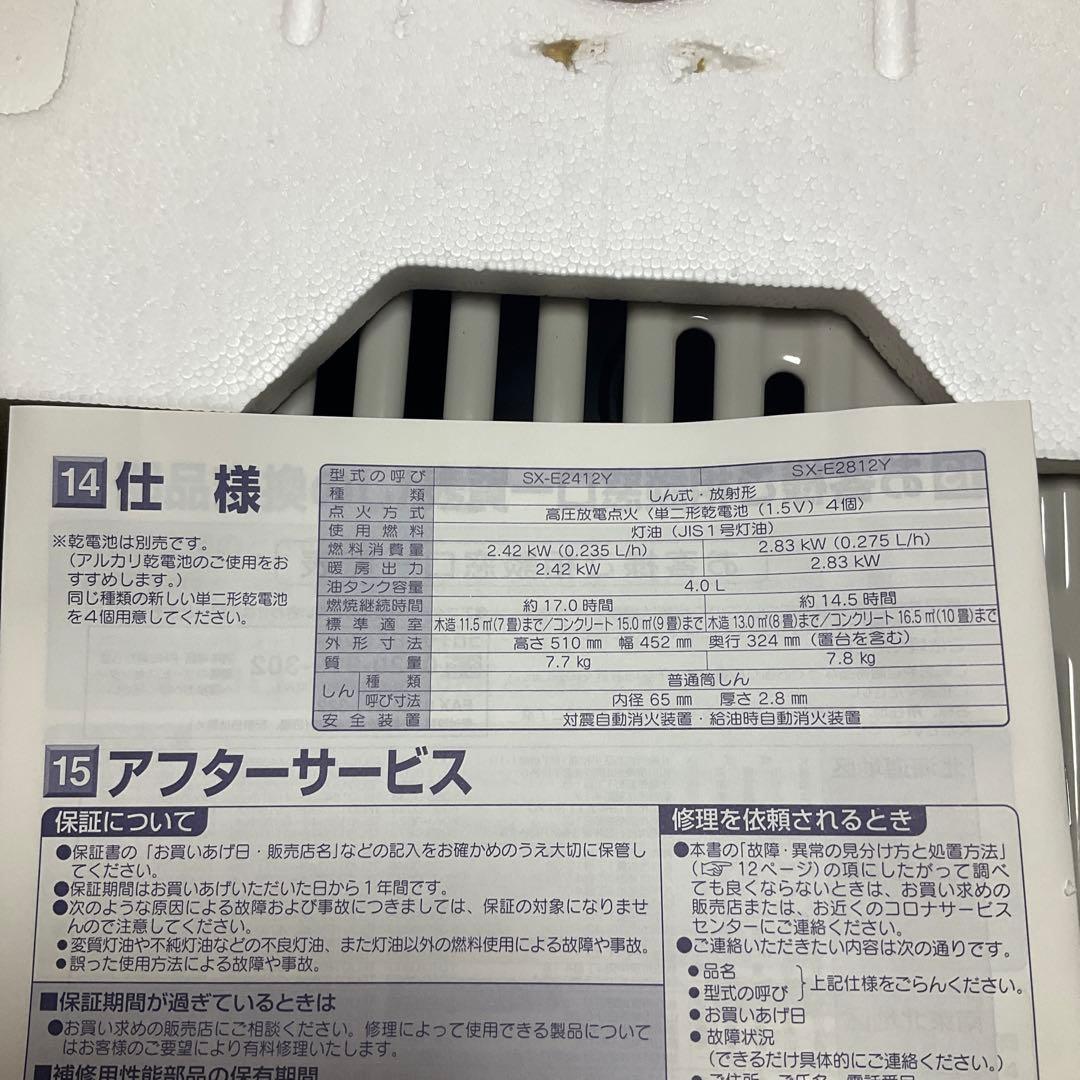 14 仕様
※乾電池は別売です。
（アルカリ乾電池のご使用をお
すすめします。）
同じ種類の新しい単二形乾電池
を４個用意してください。
型式の呼び SX-E2412Y SX-E2812Y
種類 しん式・放射形
点火方式 高圧放電点火〈単二形乾電池（1.5V）４個〉
使用燃料 灯油（JIS１号灯油）
燃料消費量 2.42 kW（0.235 L/h） 2.83 kW（0.275 L/h）
暖房出力 2.42 kW 2.83 kW
油タンク容量 4.0 L
燃焼継続時間 約 17.0 時間 約 14.5 時間
標準適室 木造 11.5 ㎡(7 畳)まで／コンクリート 15.0 ㎡(9 畳)まで 木造 13.0 ㎡(8 畳)まで／コンクリート 16.5 ㎡(10 畳)まで
外形寸法 高さ 510 ㎜ 幅 452 ㎜ 奥行 324 ㎜（置台を含む）
質量 7.7 kg 7.8 kg
しん 種類 普通筒しん
呼び寸法 内径 65 ㎜ 厚さ 2.8 ㎜
安全装置 対震自動消火装置・給油時自動消火装置
15 アフターサービス
保証について
●保証書の「お買いあげ日・販売店名」などの記入をお確かめのうえ大切に保管し
てください。
●保証期間はお買いあげいただいた日から１年間です。
●次のような原因による故障および事故につきましては、保証の対象になりませ
んので注意してください。
●変質灯油や不純灯油などの不良灯油、また灯油以外の燃料使用による故障や事故。
●誤った使用方法による故障や事故。
■保証期間が過ぎているときは
●お買い求めの販売店にご相談ください。修理によって使用できる製品について
はお客様のご要望により有料修理いたします。
■補修用性能部品の保有期間
修理を依頼されるとき
●本書の「故障・異常の見分け方と処置方法」
（☞ 12ページ）の項にしたがって調べ
ても良くならないときは、お買い求めの
販売店または、お近くのコロナサービス
センターにご連絡ください。
●ご連絡いただきたい内容は次の通りです。
●品名
●型式の呼び
}上記仕様をごらんください。
●お買いあげ日
●故障状況
（できるだけ具体的にご連絡ください。）
●ご住所・ご氏名・電話番号